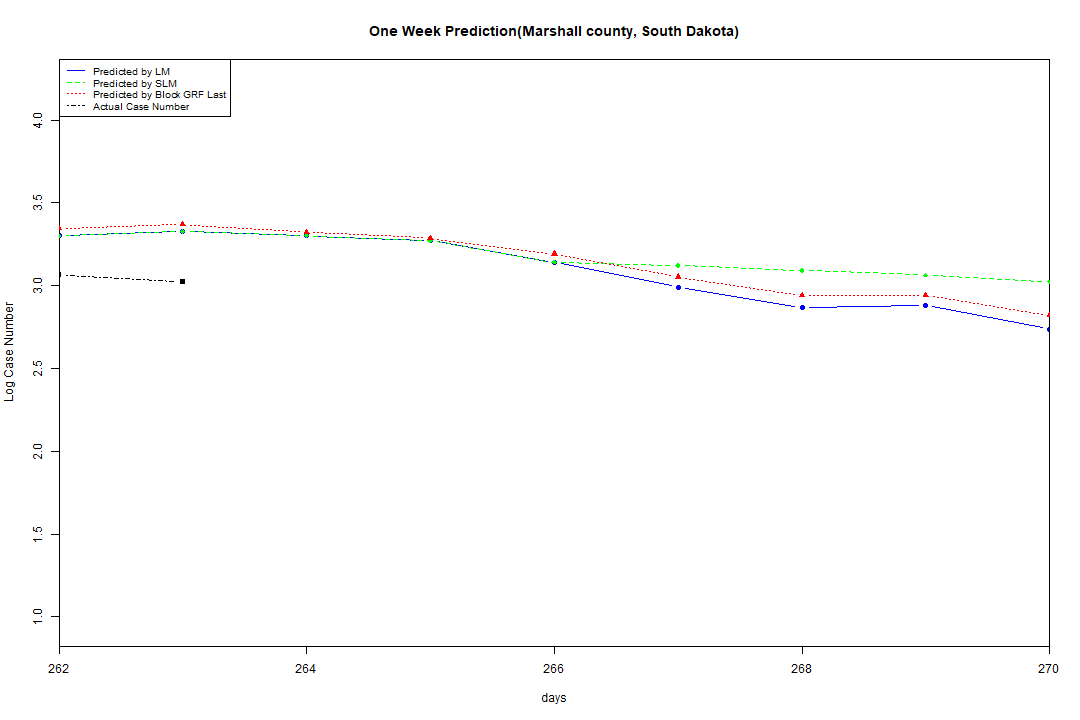 One Week Prediction(Marshall county, South Dakota)
Predicted by LM
Predicted by SLM
Predicted by Block GRF Last
Actual Case Number
4.0
3.5
3.0
2.5
2.0
1.5
1.0
Log Case Number
262
264
266
268
270
days